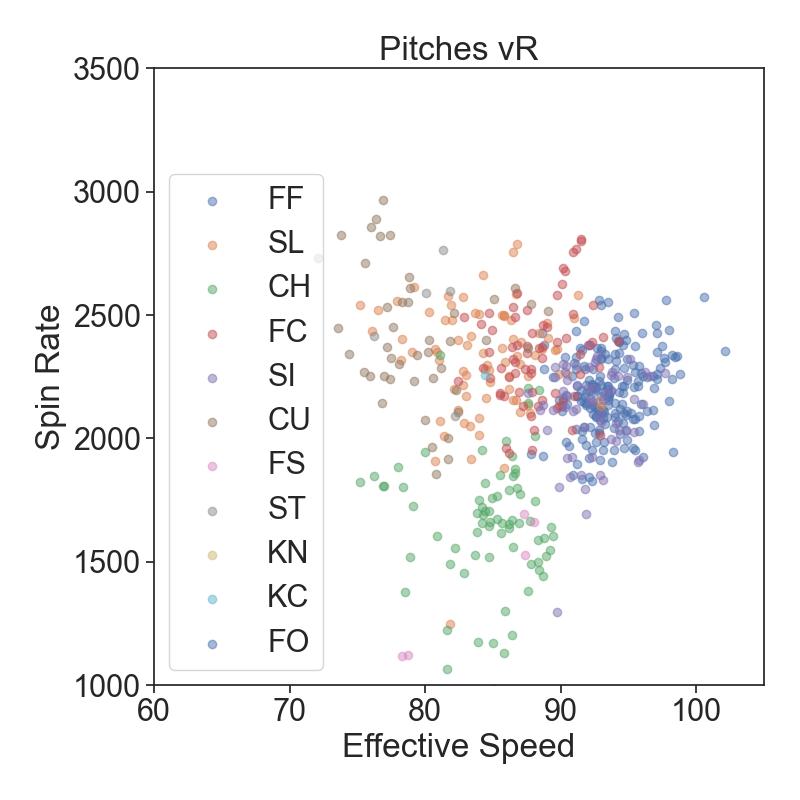 Pitches vR
3500
3000
2500
2000
1500
1000
Spin Rate
FF
SL
CH
FC
SI
CU
FS
ST
KN
KC
FO
60 70 80 90 100
Effective Speed